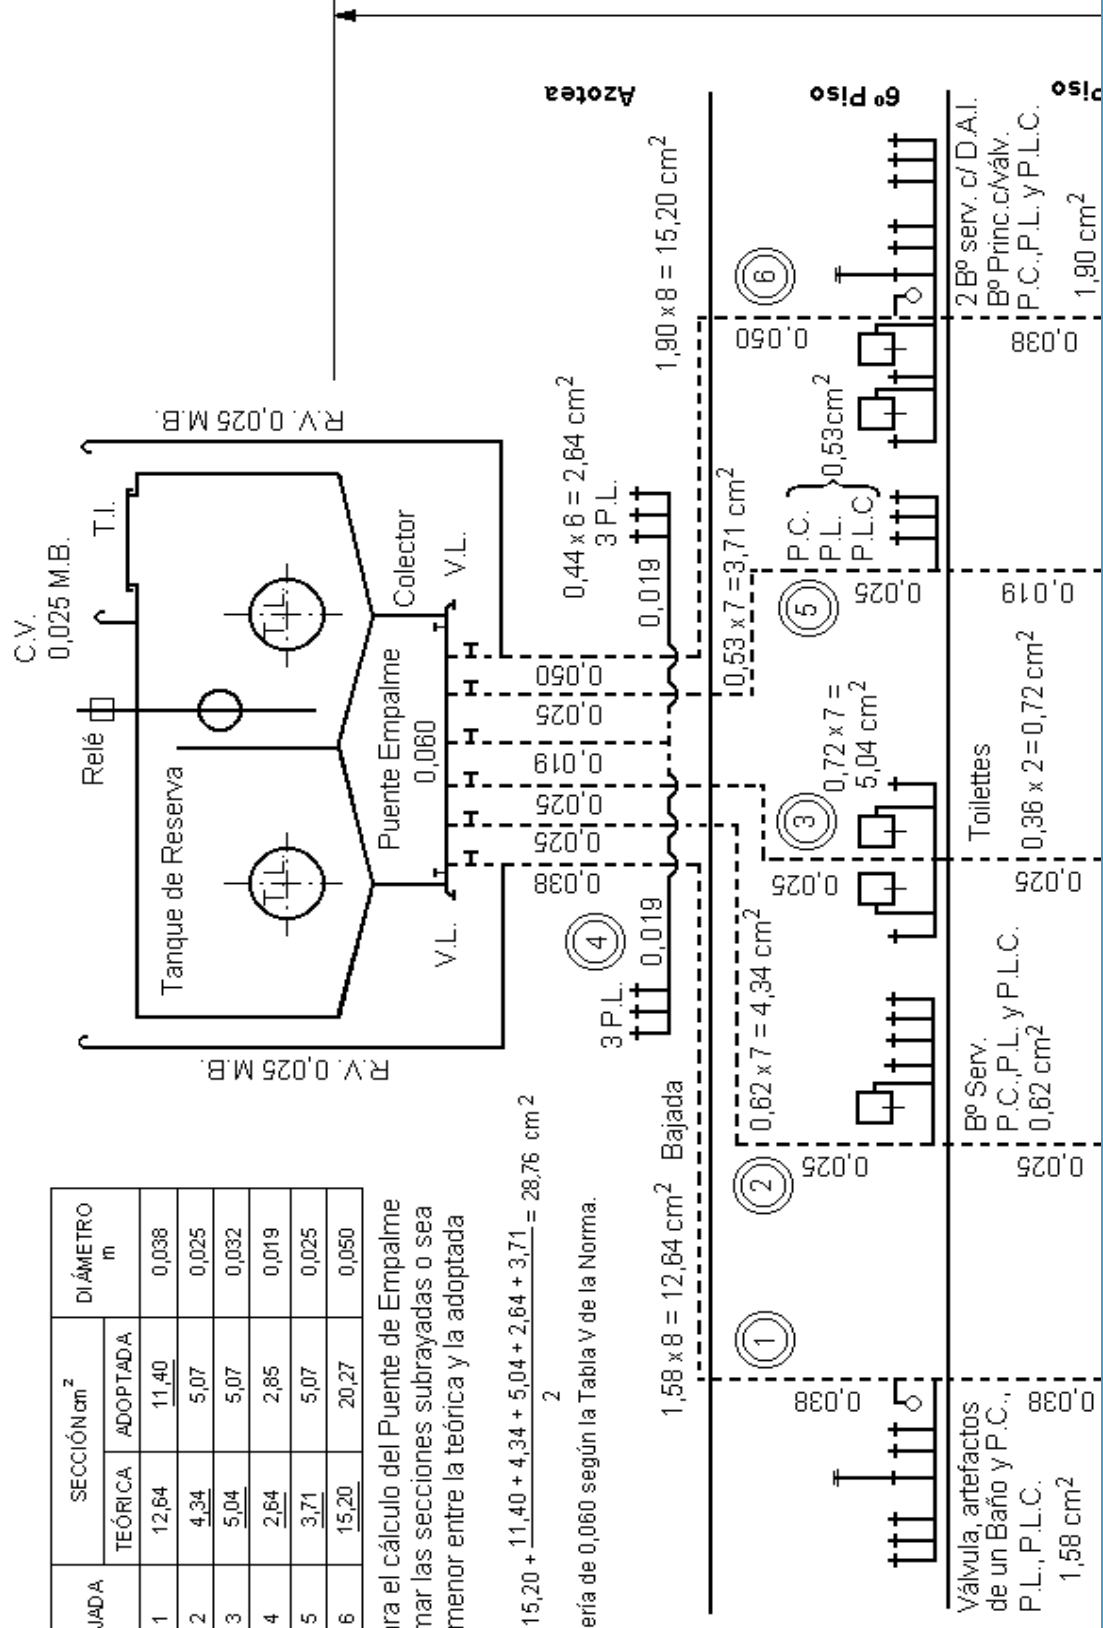 C.V.
0,025 M.B.
Relé
T.I.
Tanque de Reserva
T.L.
T.L.
R.V. 0,025 M.B.
R.V. 0,025 M.B.
Puente Empalme
0,060
Colector
V.L.
V.L.
0,038
0,025
0,025
0,019
0,025
0,050
4
3 P.L.
0,019
0,019
0,44 x 6 = 2,64 cm²
3 P.L.
Azotea
Bajada
1,58 x 8 = 12,64 cm²
1,90 x 8 = 15,20 cm²
0,62 x 7 = 4,34 cm²
0,53 x 7 = 3,71 cm²
0,72 x 7 =
5,04 cm²
1
2
3
5
6
0,038
0,025
0,025
0,025
0,050
P.C.
P.L.
P.L.C
0,53cm²
6º Piso
Válvula, artefactos
de un Baño y P.C.,
P.L., P.L.C.
1,58 cm²
0,038
Bº Serv.
P.C.,P.L. y P.L.C.
0,62 cm²
0,025
Toilettes
0,36 x 2 = 0,72 cm²
0,025
0,019
2 Bº serv. c/ D.A.I.
Bº Princ.c/válv.
P.C.,P.L. y P.L.C.
1,90 cm²
0,038
Piso
JADA SECCIÓN cm² DIÁMETRO
m
TEÓRICA ADOPTADA
1 12,64 11,40 0,038
2 4,34 5,07 0,025
3 5,04 5,07 0,032
4 2,64 2,85 0,019
5 3,71 5,07 0,025
6 15,20 20,27 0,050
ra el cálculo del Puente de Empalme
mar las secciones subrayadas o sea
menor entre la teórica y la adoptada
15,20 + 11,40 + 4,34 + 5,04 + 2,64 + 3,71 = 28,76 cm²
2
ería de 0,060 según la Tabla V de la Norma.